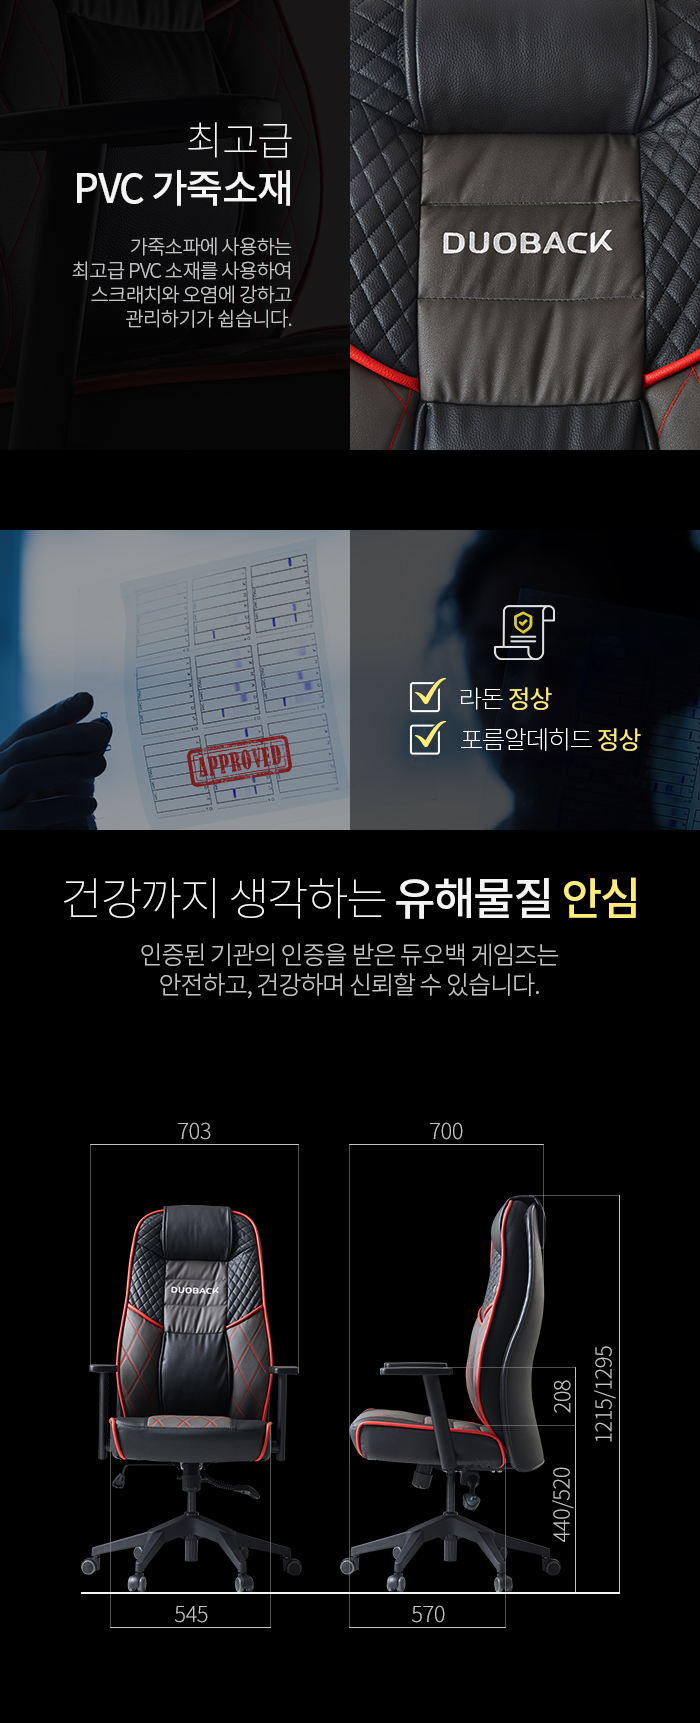 최고급
PVC 가죽소재
가죽소파에 사용하는
최고급 PVC 소재를 사용하여
스크래치와 오염에 강하고
관리하기가 쉽습니다.
DUOBACK
APPROVED
라돈 정상
포름알데히드 정상
건강까지 생각하는 유해물질 안심
인증된 기관의 인증을 받은 듀오백 게임즈는
안전하고, 건강하며 신뢰할 수 있습니다.
703
700
DUOBACK
208
1215/1295
440/520
545
570